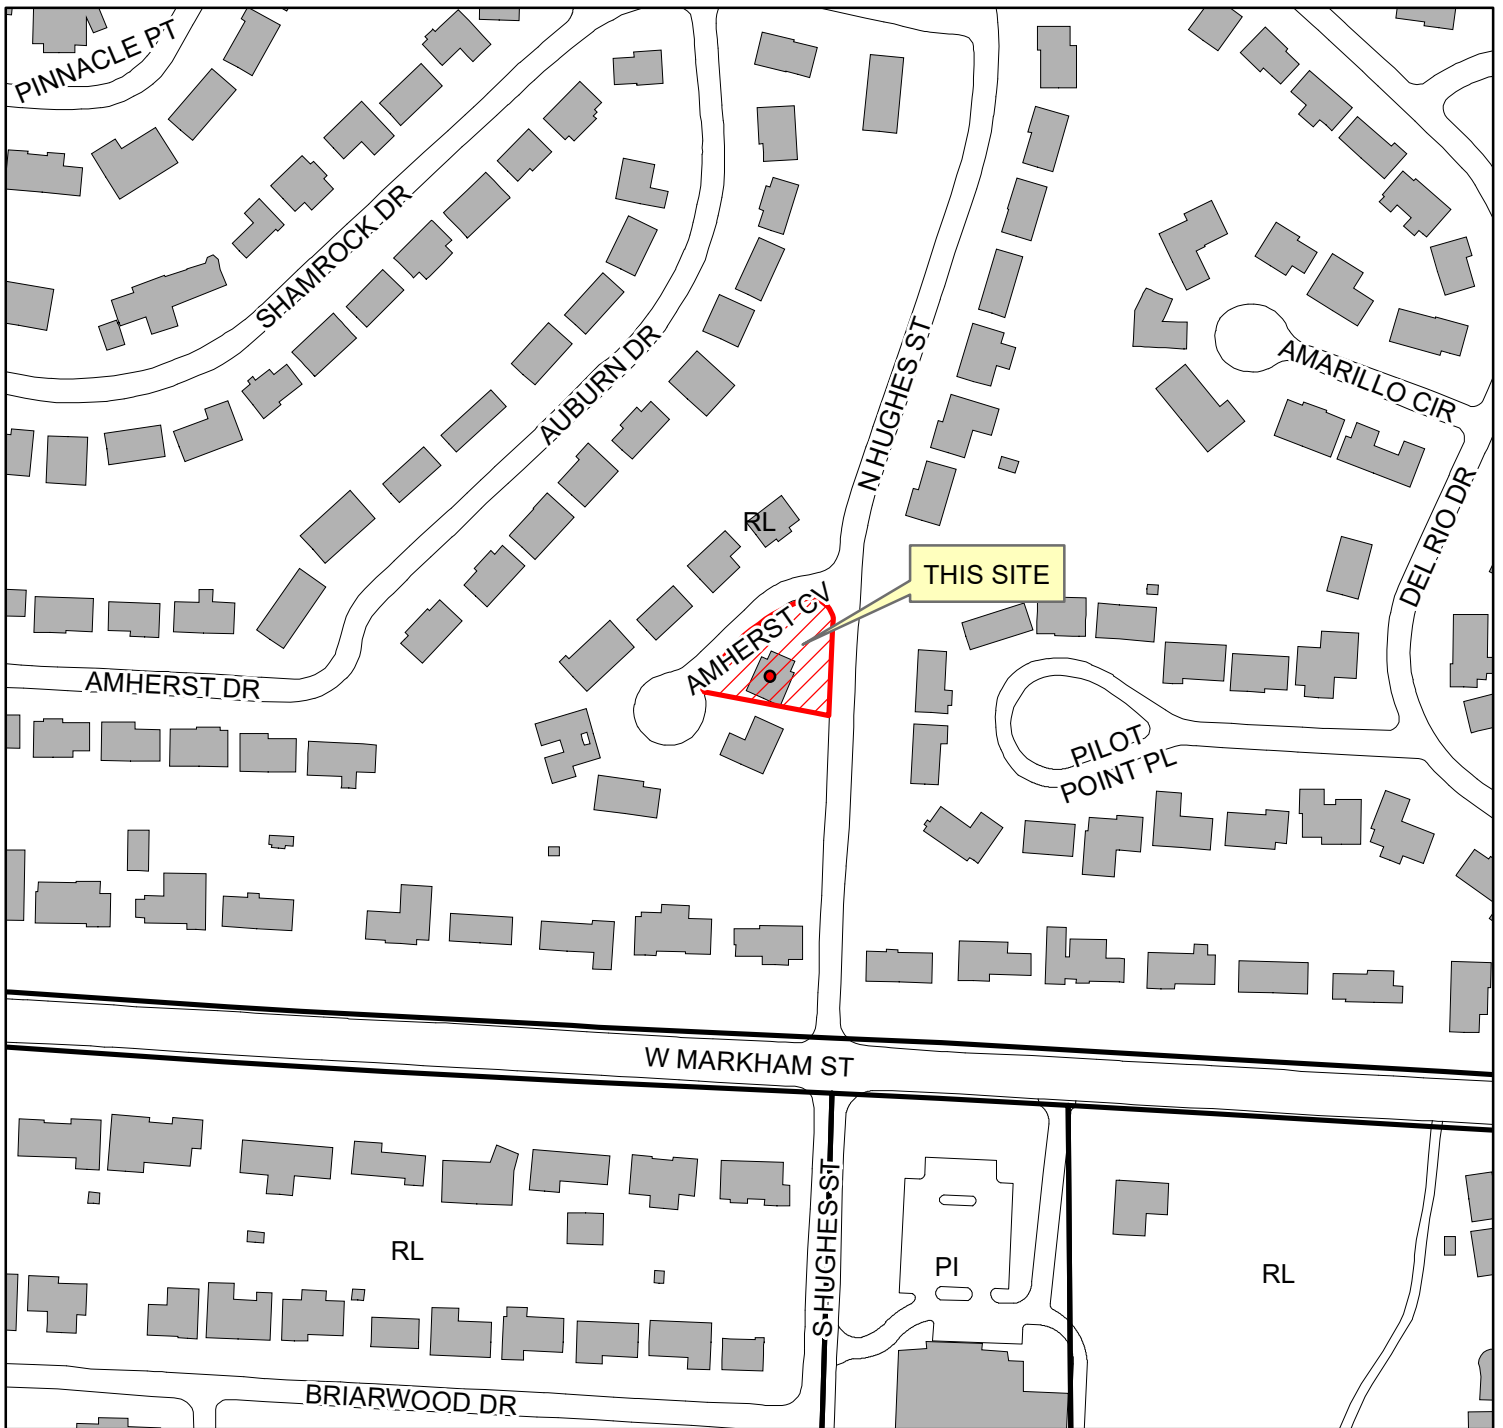 PINNACLE PT
SHAMROCK DR
AUBURN DR
N HUGHES ST
AMARILLO CIR
DEL RIO DR
RL
THIS SITE
AMHERST CV
AMHERST DR
PILOT
POINT PL
W MARKHAM ST
S HUGHES ST
RL
PI
RL
BRIARWOOD DR